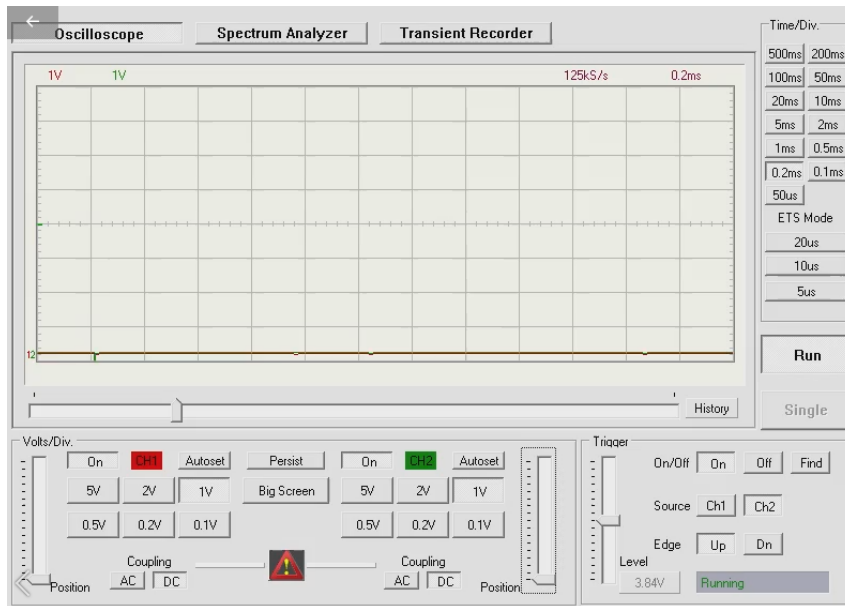 Oscilloscope Spectrum Analyzer Transient Recorder
Time/Div.
1V 1V 125kS/s 0.2ms
500ms 200ms
100ms 50ms
20ms 10ms
5ms 2ms
1ms 0.5ms
0.2ms 0.1ms
50us
ETS Mode
20us
10us
5us
12
Run
History
Single
Volts/Div.
On CH1 Autoset Persist On CH2 Autoset
5V 2V 1V Big Screen 5V 2V 1V
0.5V 0.2V 0.1V 0.5V 0.2V 0.1V
Coupling Coupling
Position AC DC AC DC Position
Trigger
On/Off On Off Find
Source Ch1 Ch2
Edge Up Dn
Level
3.84V Running